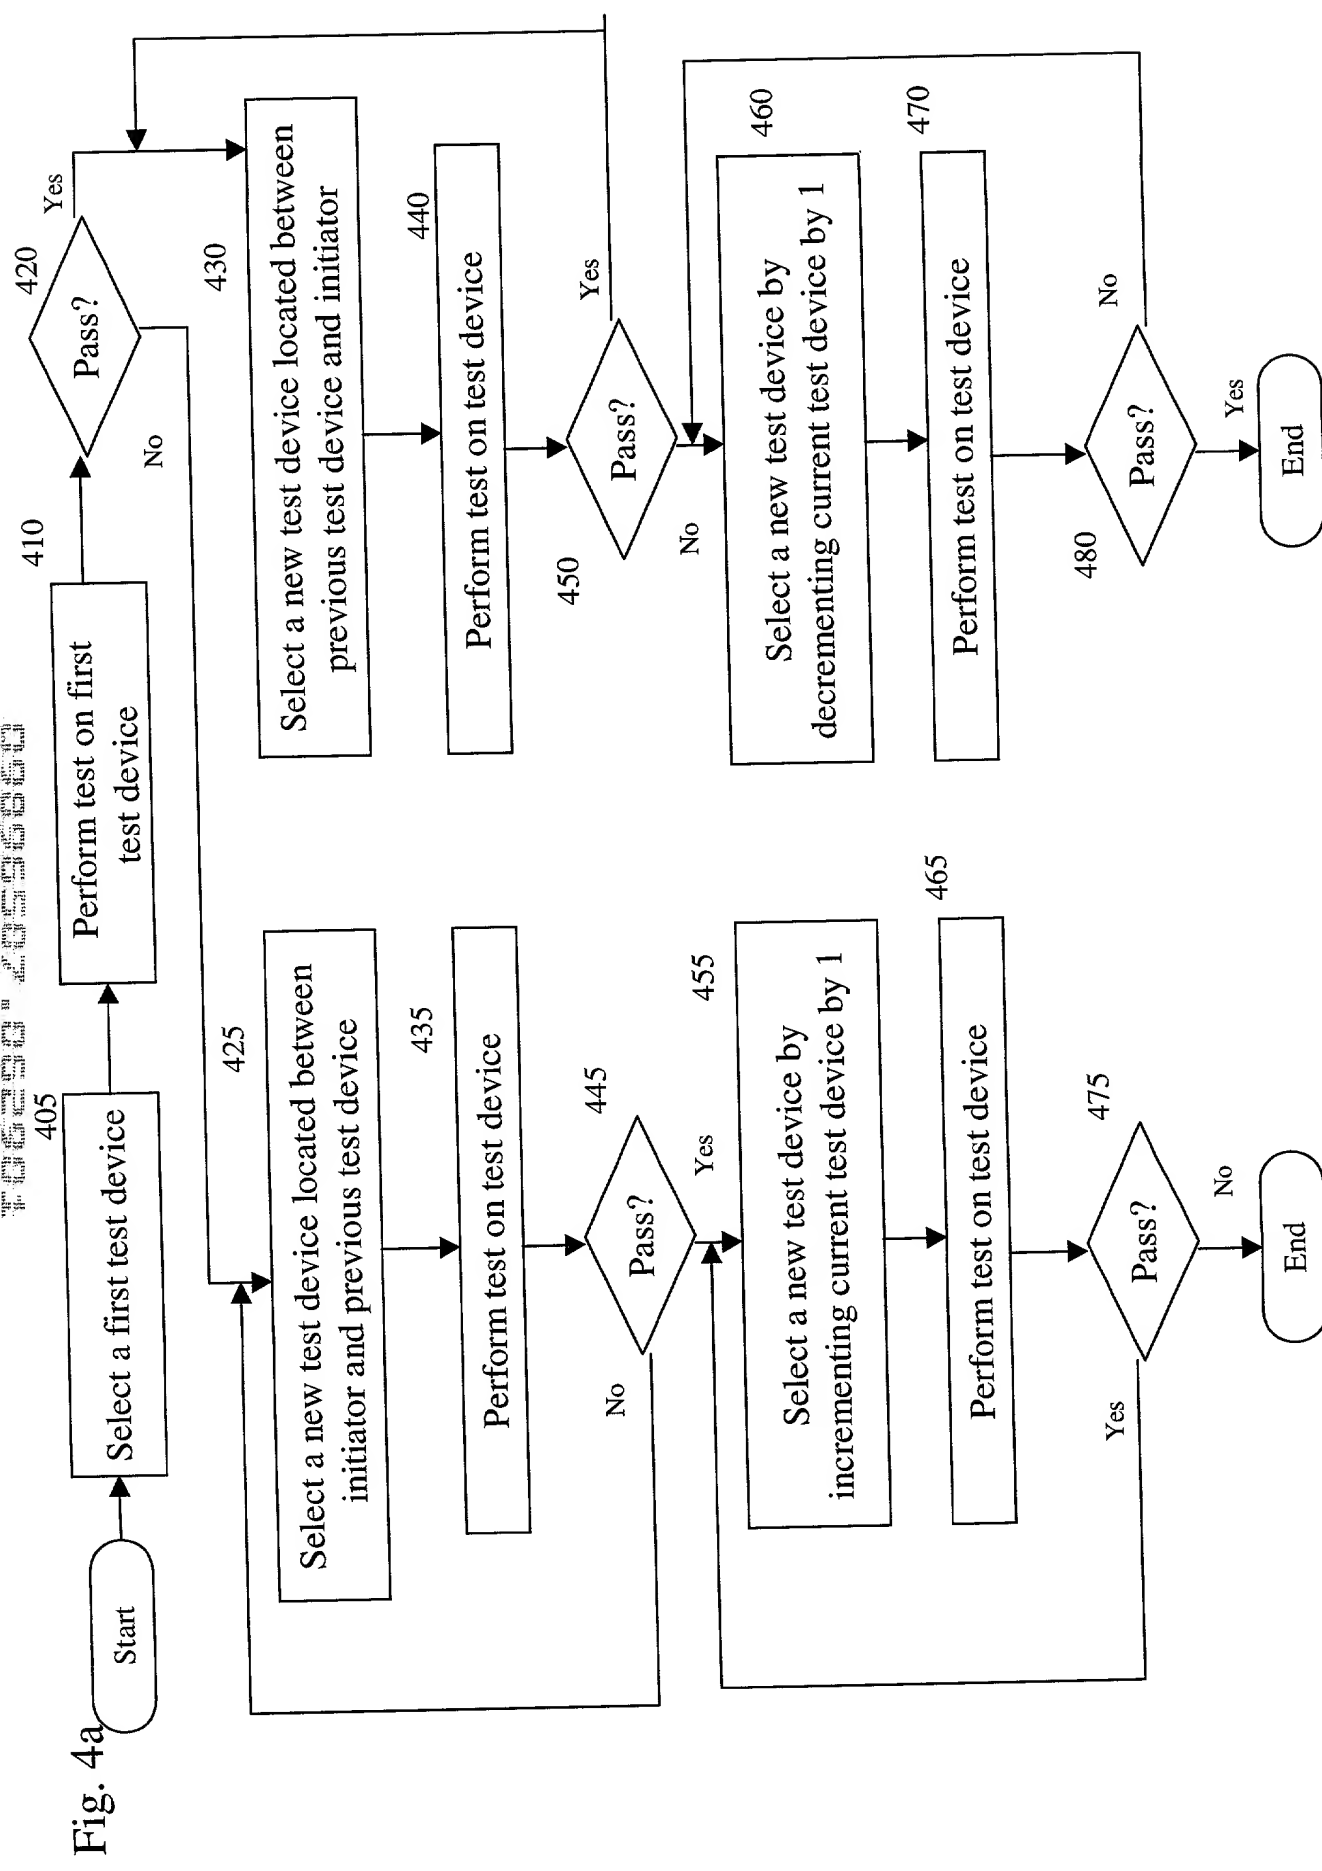 Fig. 4a
Start
405
Select a first test device
410
Perform test on first
test device
420
Pass?
Yes
No
425
Select a new test device located between
initiator and previous test device
435
Perform test on test device
445
Pass?
No
Yes
455
Select a new test device by
incrementing current test device by 1
465
Perform test on test device
475
Pass?
Yes
No
End
430
Select a new test device located between
previous test device and initiator
440
Perform test on test device
450
Pass?
Yes
No
460
Select a new test device by
decrementing current test device by 1
470
Perform test on test device
480
Pass?
No
Yes
End